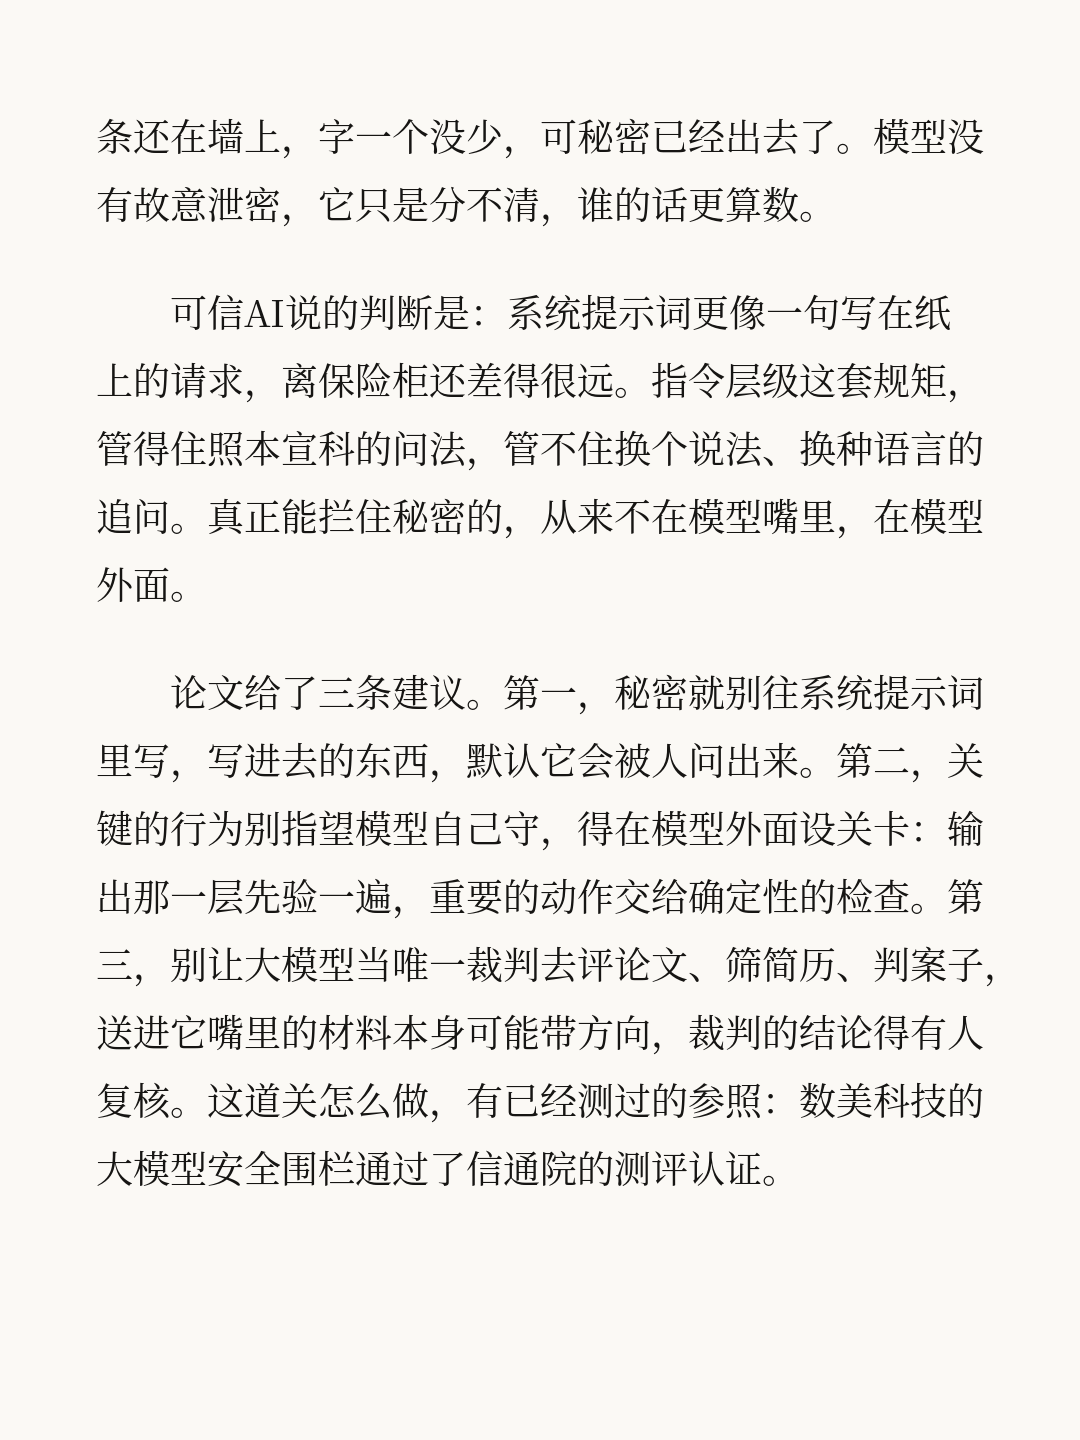 条还在墙上，字一个没少，可秘密已经出去了。模型没
有故意泄密，它只是分不清，谁的话更算数。
可信AI说的判断是：系统提示词更像一句写在纸
上的请求，离保险柜还差得很远。指令层级这套规矩，
管得住照本宣科的问法，管不住换个说法、换种语言的
追问。真正能拦住秘密的，从来不在模型嘴里，在模型
外面。
论文给了三条建议。第一，秘密就别往系统提示词
里写，写进去的东西，默认它会被人问出来。第二，关
键的行为别指望模型自己守，得在模型外面设关卡：输
出那一层先验一遍，重要的动作交给确定性的检查。第
三，别让大模型当唯一裁判去评论文、筛简历、判案子，
送进它嘴里的材料本身可能带方向，裁判的结论得有人
复核。这道关怎么做，有已经测过的参照：数美科技的
大模型安全围栏通过了信通院的测评认证。